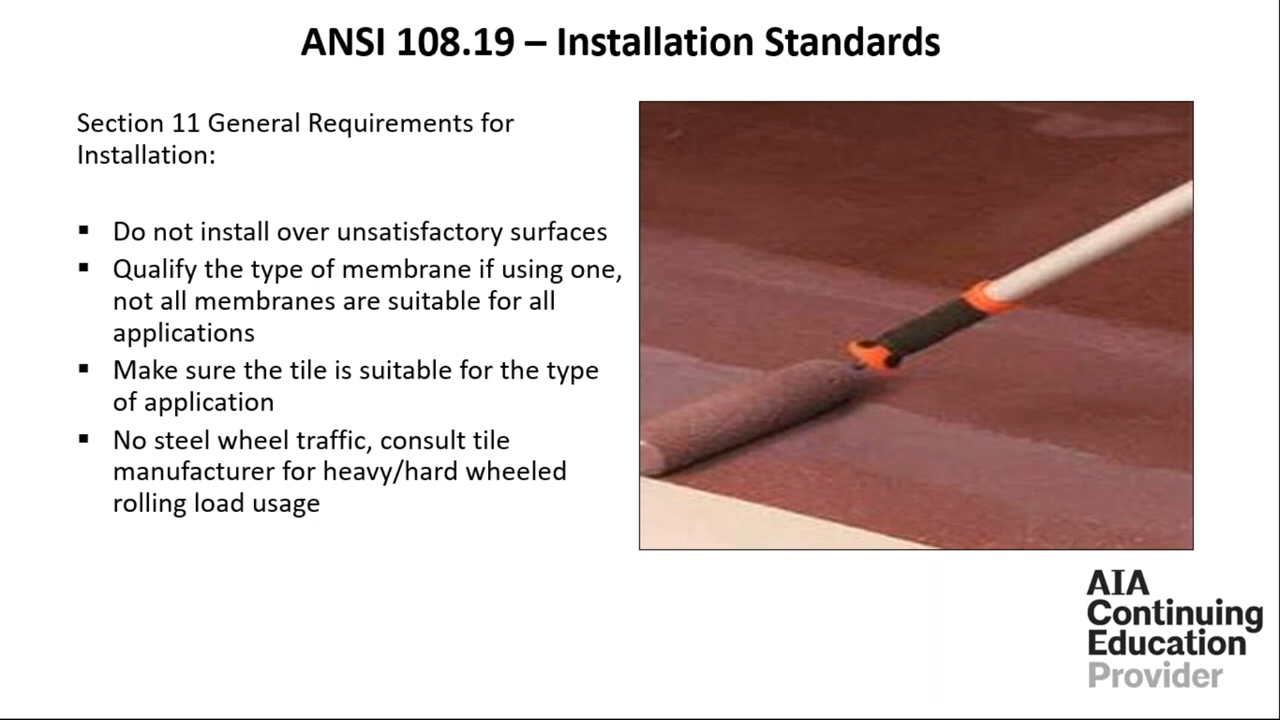 ANSI 108.19 – Installation Standards
Section 11 General Requirements for
Installation:
▪ Do not install over unsatisfactory surfaces
▪ Qualify the type of membrane if using one,
not all membranes are suitable for all
applications
▪ Make sure the tile is suitable for the type
of application
▪ No steel wheel traffic, consult tile
manufacturer for heavy/hard wheeled
rolling load usage
AIA
Continuing
Education
Provider